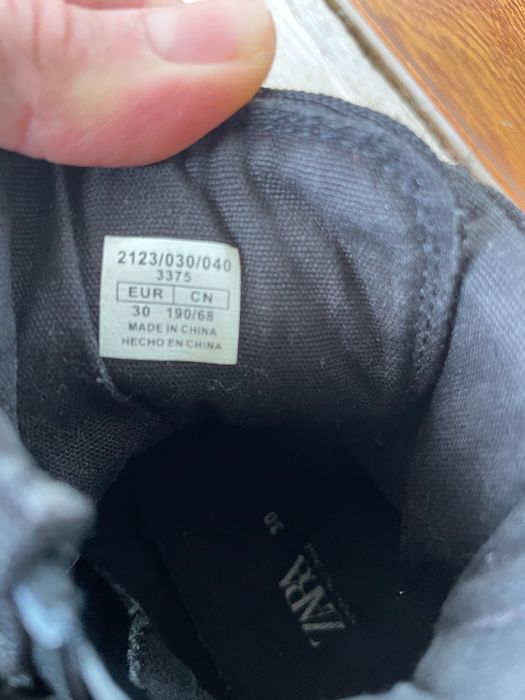 2123/030/040
3375
EUR CN
30 190/68
MADE IN CHINA
HECHO EN CHINA
30
ZARA